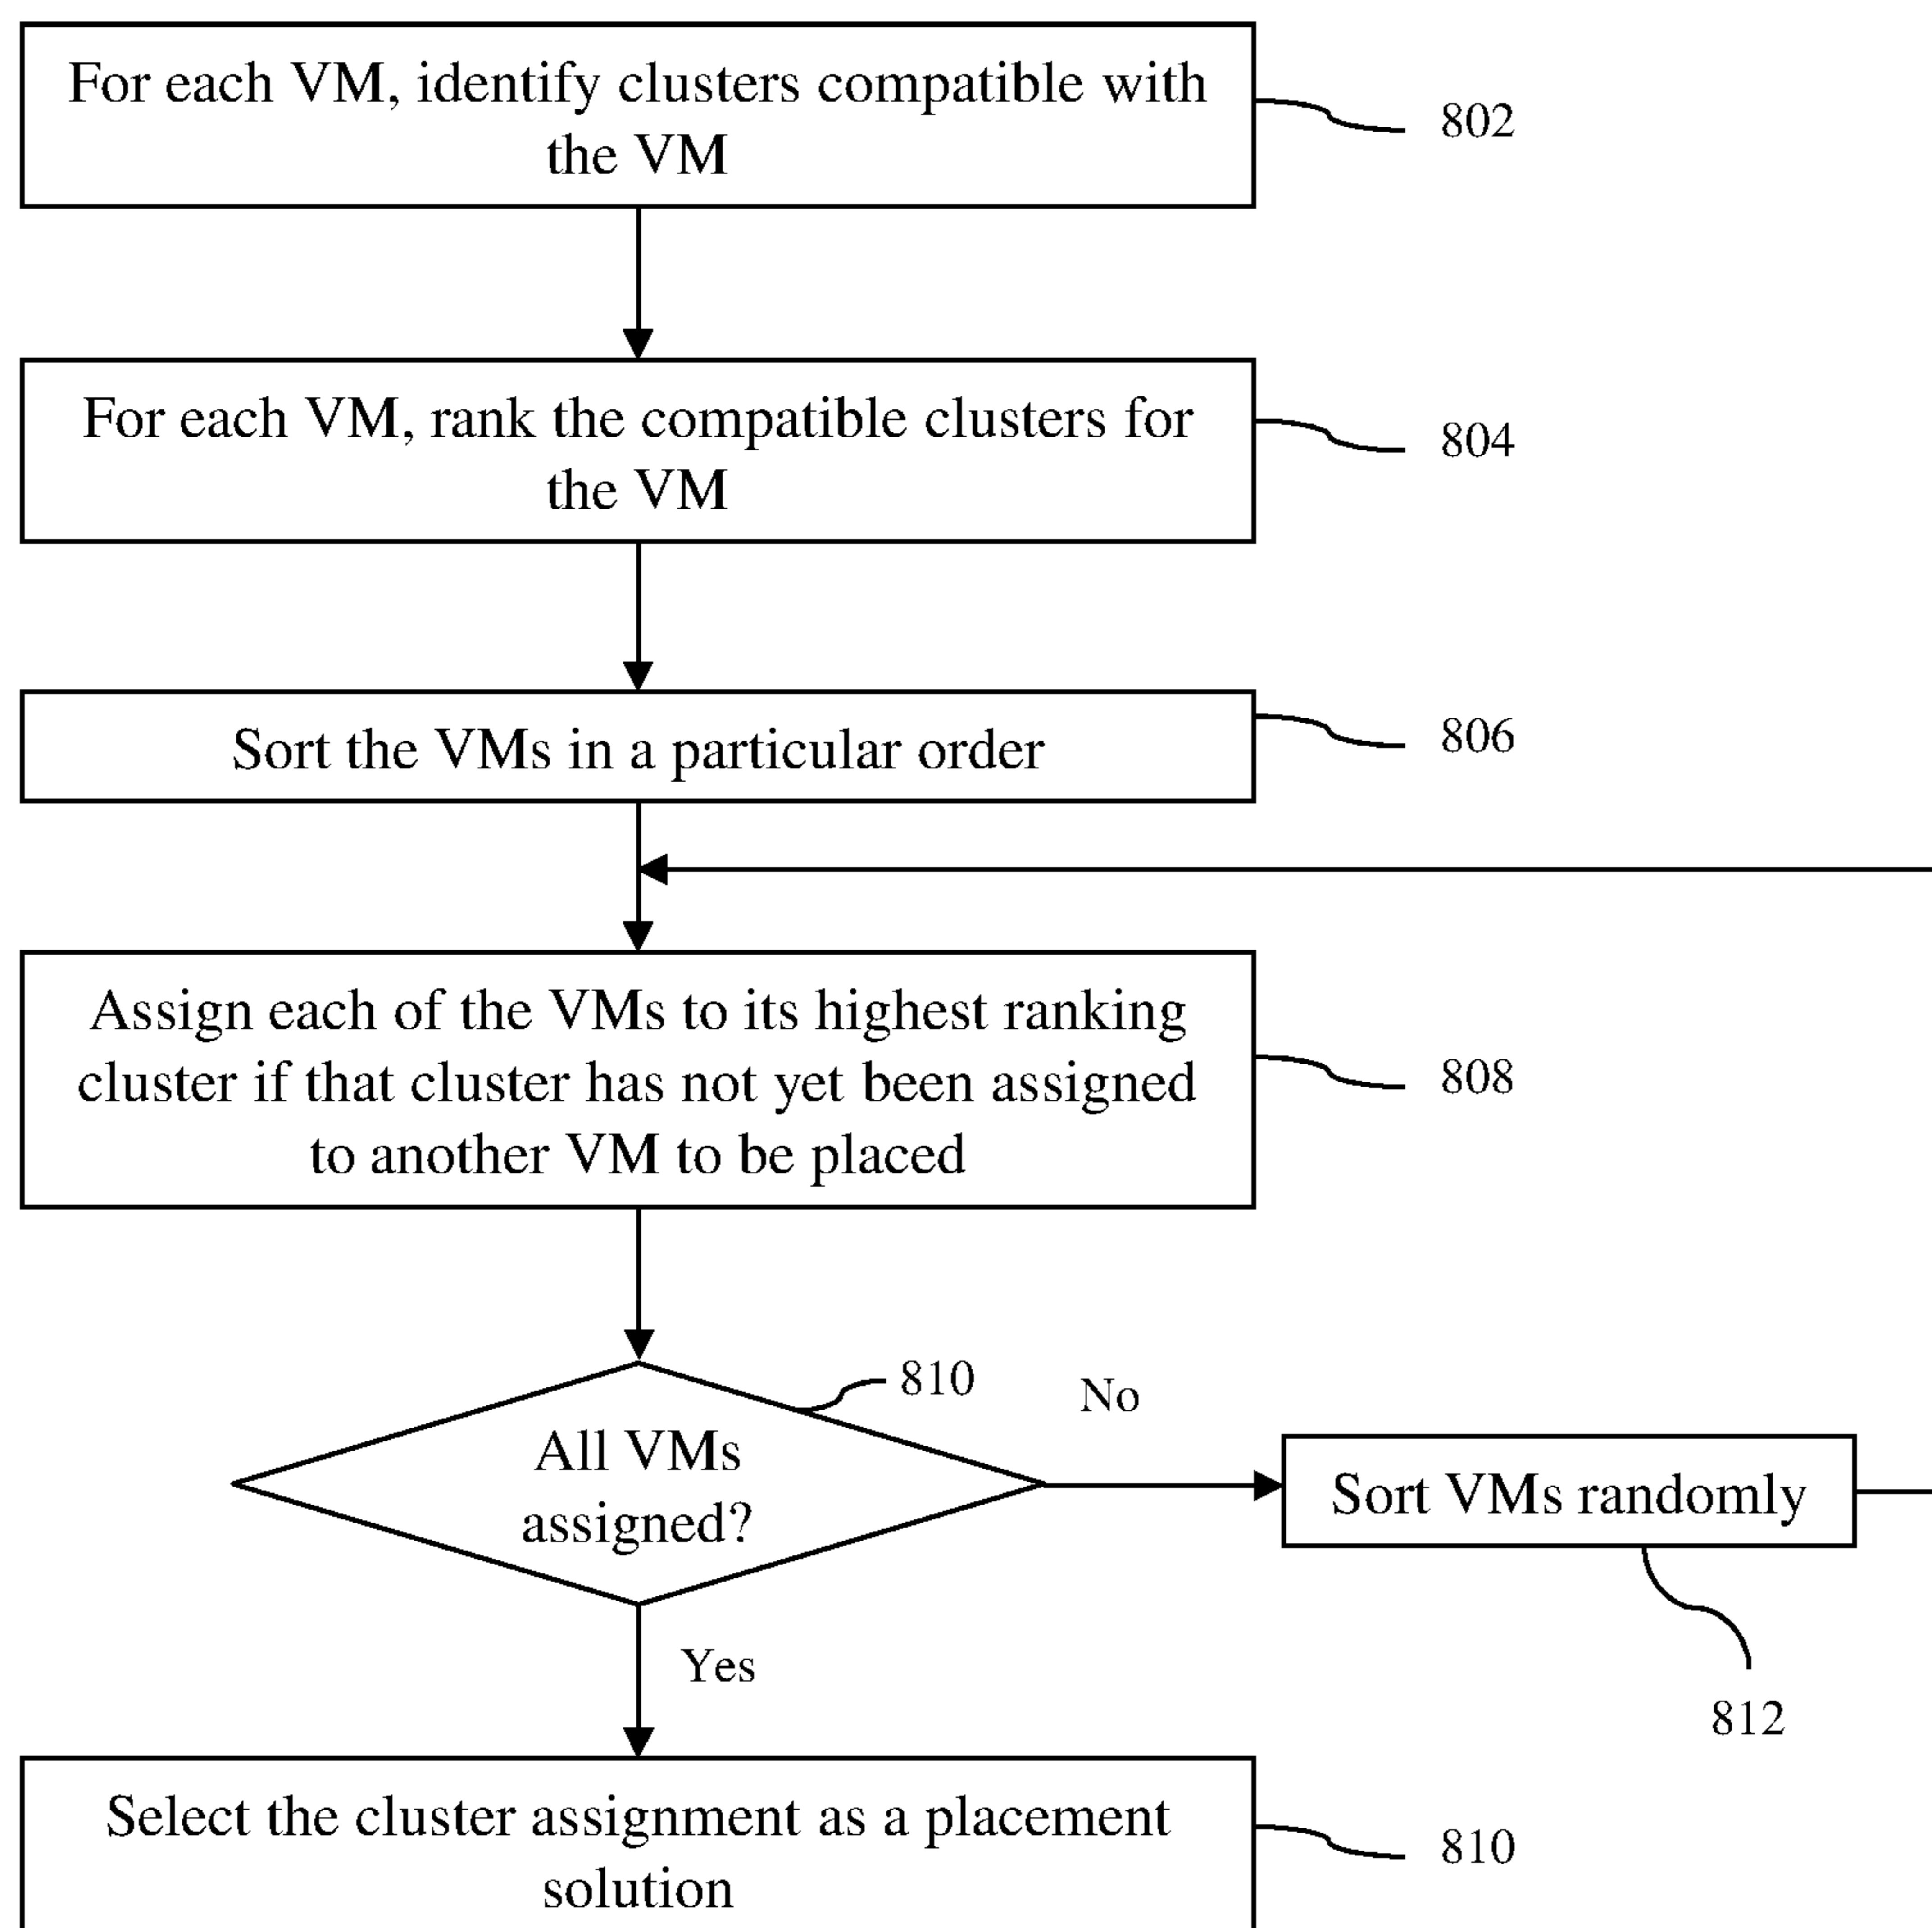 For each VM, identify clusters compatible with
the VM
802
For each VM, rank the compatible clusters for
the VM
804
Sort the VMs in a particular order
806
Assign each of the VMs to its highest ranking
cluster if that cluster has not yet been assigned
to another VM to be placed
808
810
No
All VMs
assigned?
Sort VMs randomly
Yes
812
Select the cluster assignment as a placement
solution
810